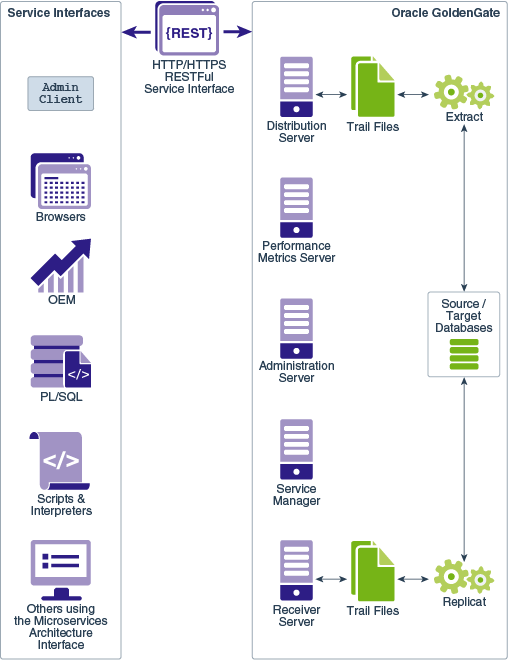 Service Interfaces
Admin
Client
Browsers
OEM
PL/SQL
</>
</>
Scripts &
Interpreters
Others using
the Microservices
Architecture
Interface
{REST}
HTTP/HTTPS
RESTFul
Service Interface
Oracle GoldenGate
Distribution
Server
Trail Files
Extract
Performance
Metrics Server
Source /
Target
Databases
Administration
Server
Service
Manager
Receiver
Server
Trail Files
Replicat